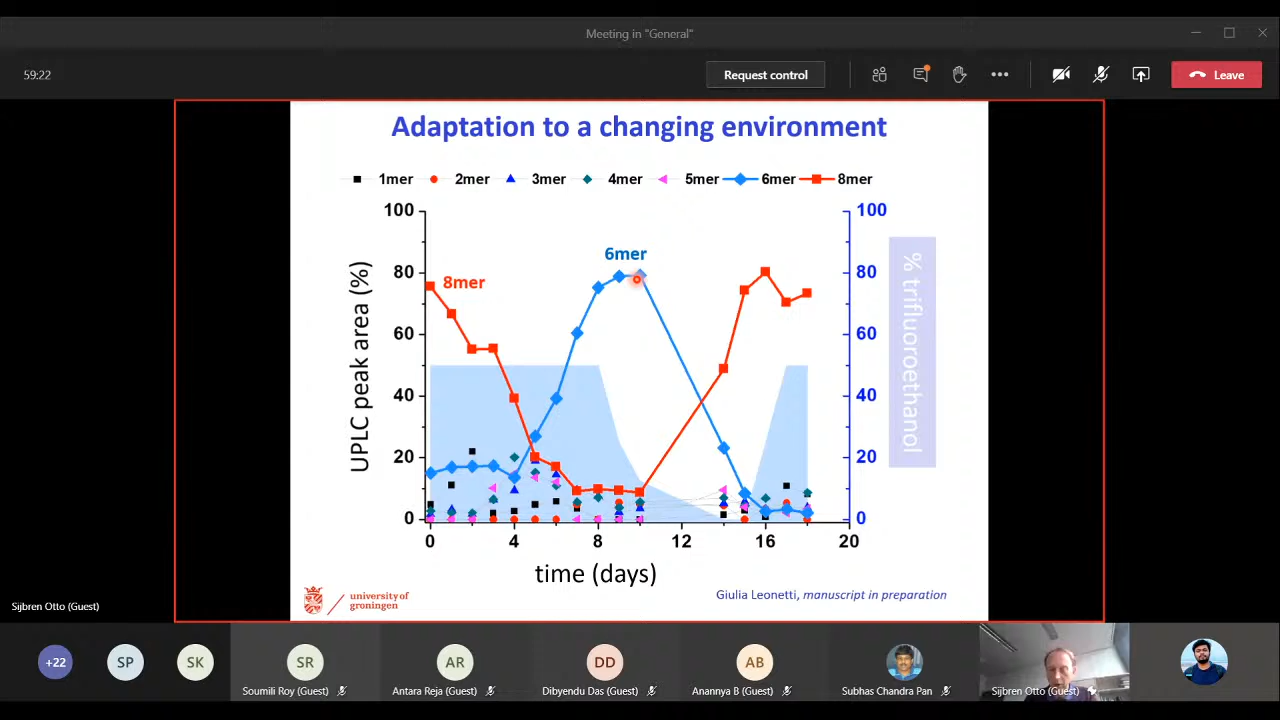 Meeting in "General"
59:22
Request control
Leave
Adaptation to a changing environment
1mer 2mer 3mer 4mer 5mer 6mer 8mer
100
80
60
40
20
0
UPLC peak area (%)
8mer
6mer
100
80
60
40
20
0
% trifluroethanol
0 4 8 12 16 20
time (days)
university of
groningen
Giulia Leonetti, manuscript in preparation
Sijbren Otto (Guest)
+22
SP
SK
SR
AR
DD
AB
Soumili Roy (Guest)
Antara Reja (Guest)
Dibyendu Das (Guest)
Anannya B (Guest)
Subhas Chandra Pan
Sijbren Otto (Guest)